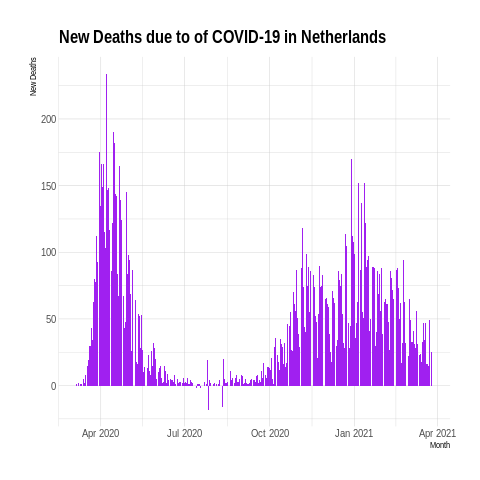 New Deaths due to of COVID-19 in Netherlands
New Deaths
200
150
100
50
0
Apr 2020 Jul 2020 Oct 2020 Jan 2021 Apr 2021
Month